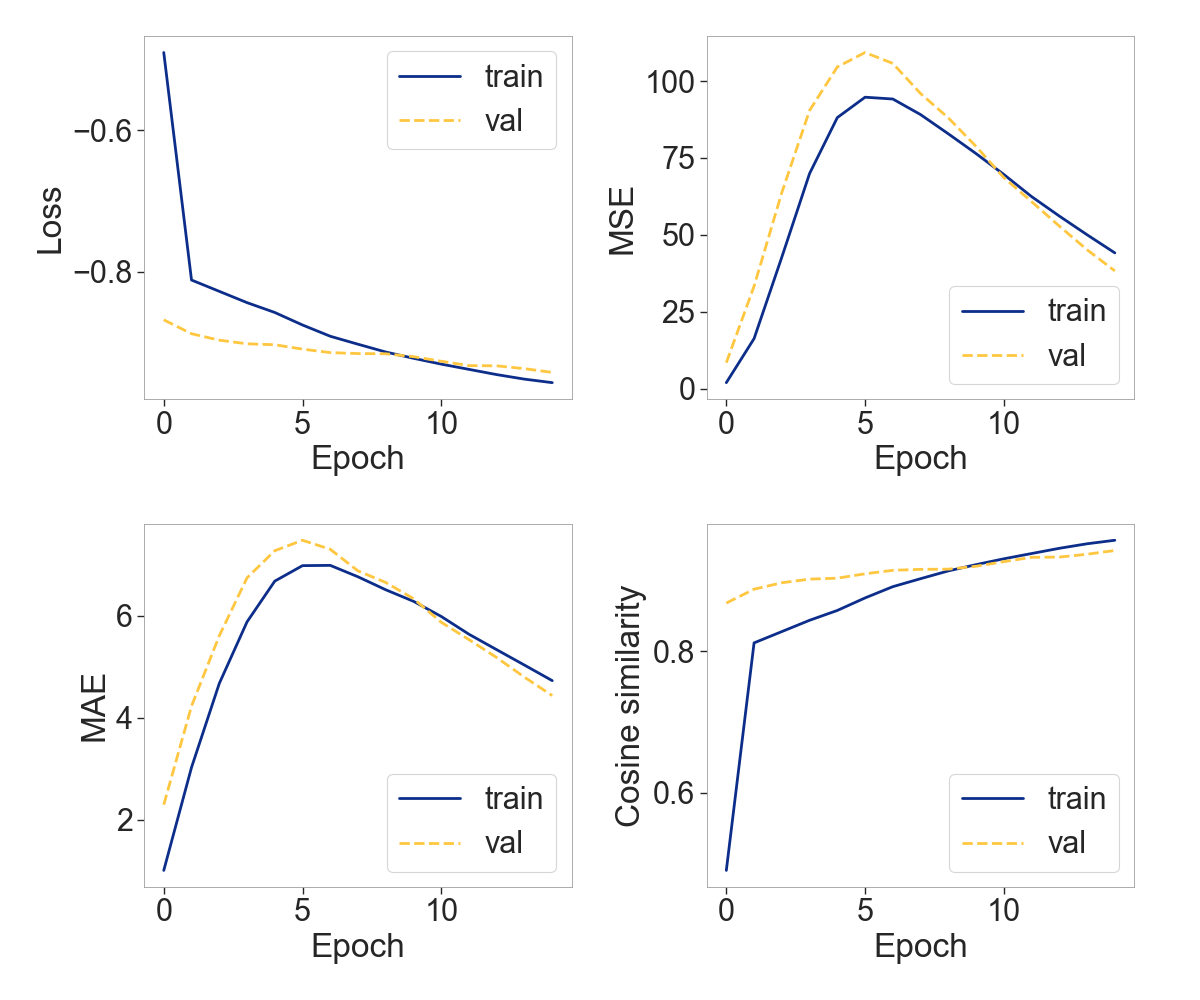 Loss
−0.6
−0.8
train
val
0 5 10
Epoch
MSE
100
75
50
25
0
train
val
0 5 10
Epoch
MAE
6
4
2
train
val
0 5 10
Epoch
Cosine similarity
0.8
0.6
train
val
0 5 10
Epoch